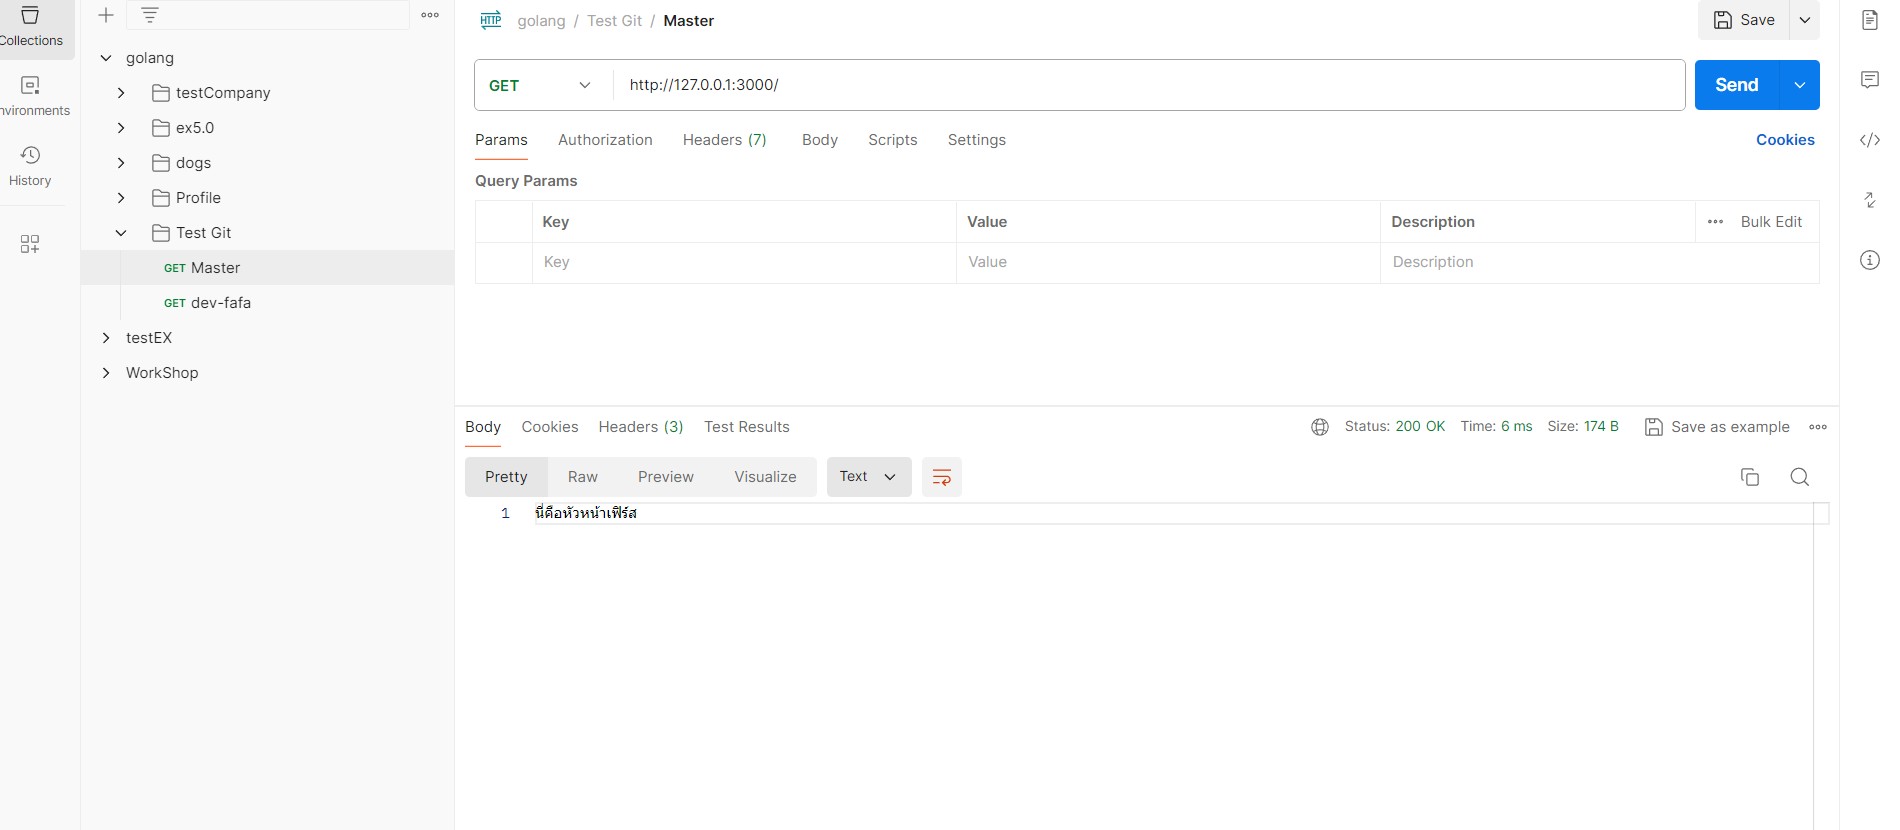 Collections
Environments
History
golang
testCompany
ex5.0
dogs
Profile
Test Git
GET Master
GET dev-fafa
testEX
WorkShop
HTTP golang / Test Git / Master
Save
GET http://127.0.0.1:3000/
Send
Params Authorization Headers (7) Body Scripts Settings Cookies
Query Params
Key Value Description Bulk Edit
Key Value Description
Body Cookies Headers (3) Test Results Status: 200 OK Time: 6 ms Size: 174 B Save as example
Pretty Raw Preview Visualize Text
1 นี่คือหัวหน้าเฟิร์ส